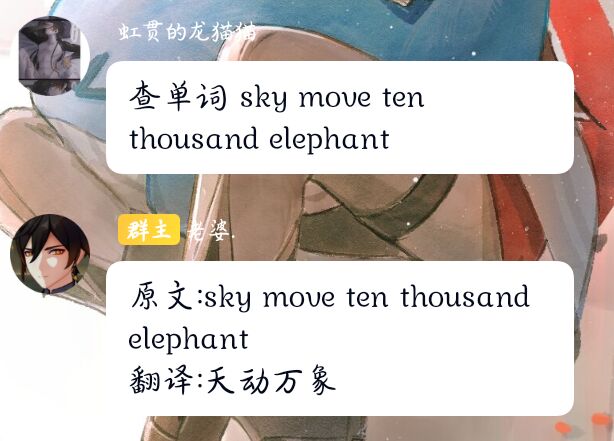 虹贯的龙猫猫
查单词 sky move ten
thousand elephant
群主 老婆.
原文:sky move ten thousand
elephant
翻译:天动万象